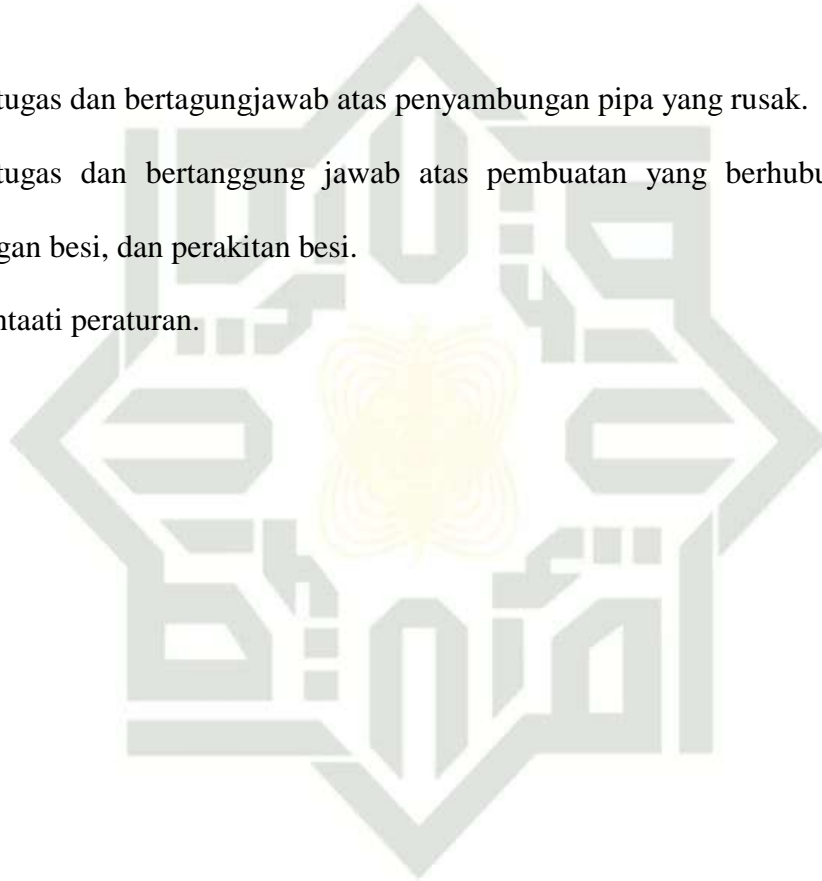 tugas dan bertagungjawab atas penyambungan pipa yang rusak.
tugas dan bertanggung jawab atas pembuatan yang berhubu
gan besi, dan perakitan besi.
ntaati peraturan.